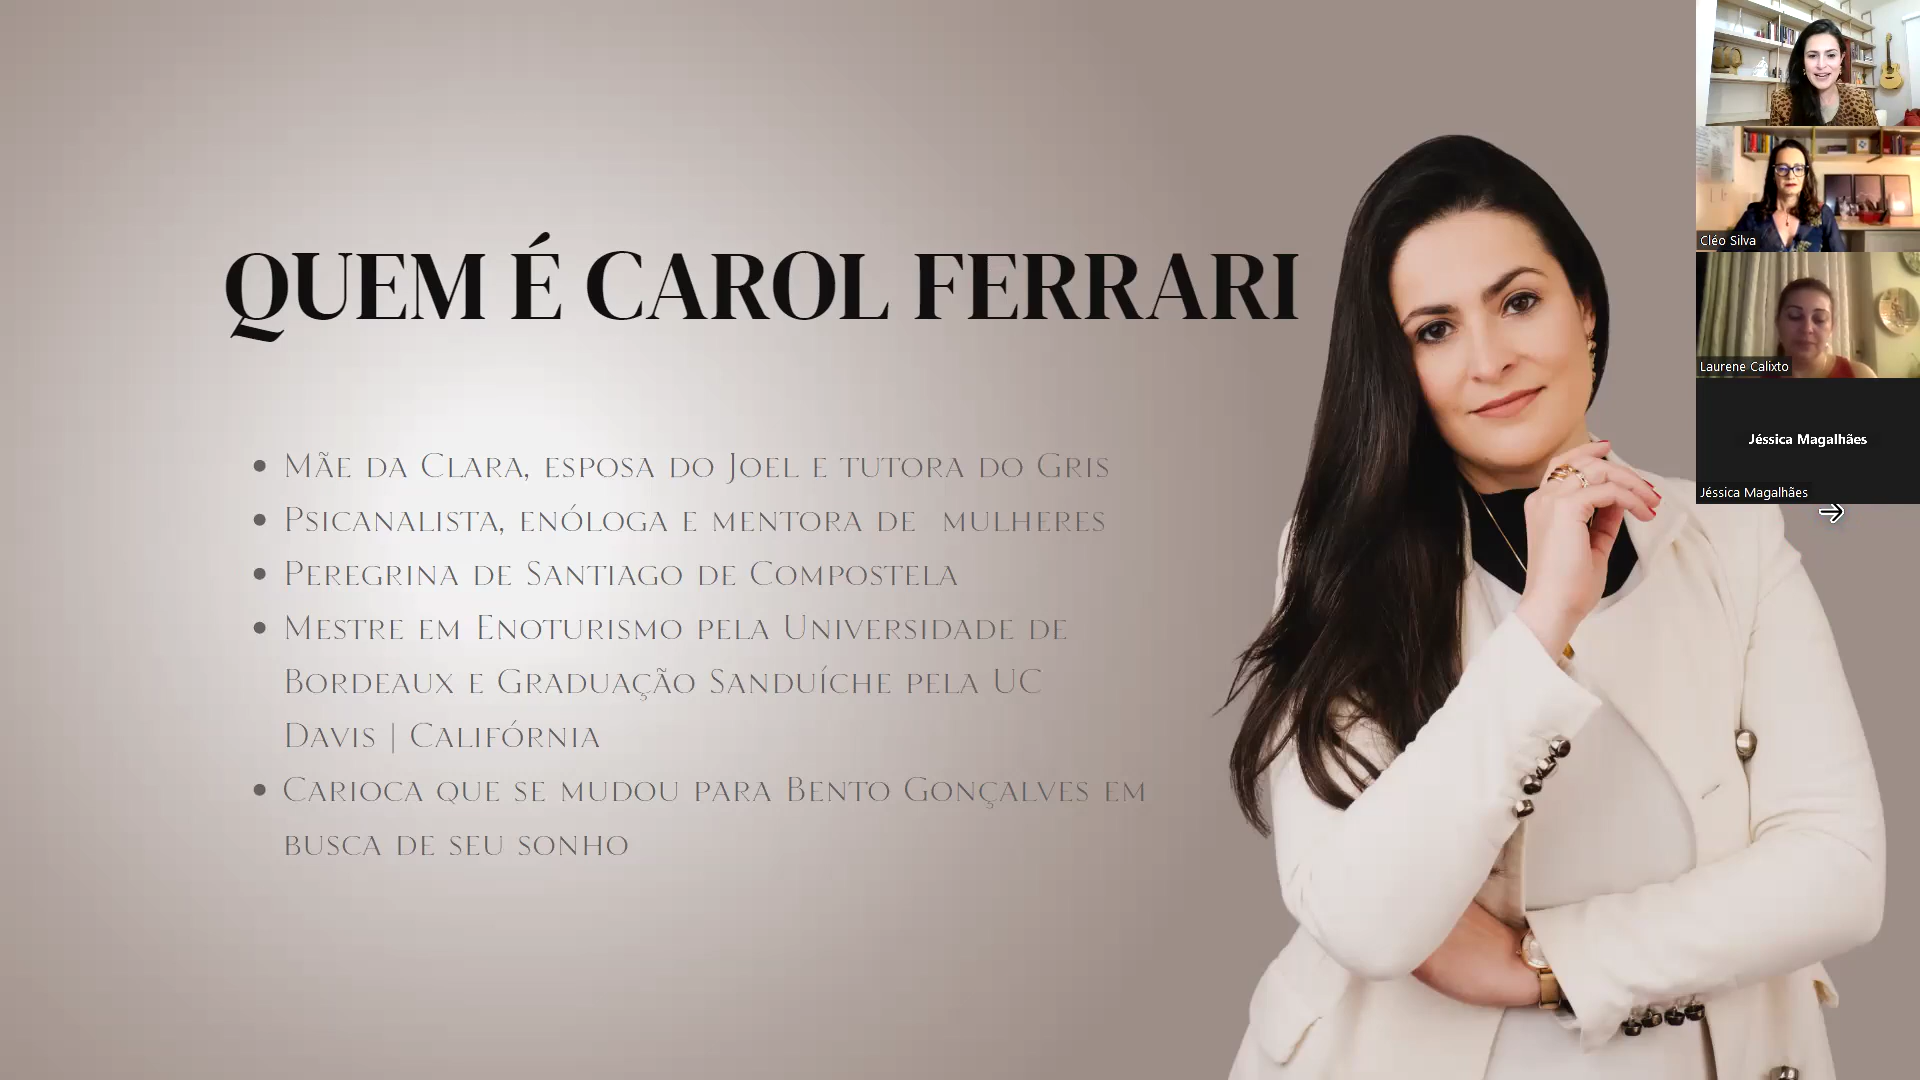 QUEM É CAROL FERRARI
• Mãe da Clara, esposa do Joel e tutora do Gris
• Psicanalista, enóloga e mentora de mulheres
• Peregrina de Santiago de Compostela
• Mestre em Enoturismo pela Universidade de
Bordeaux e Graduação Sanduíche pela UC
Davis | Califórnia
• Carioca que se mudou para Bento Gonçalves em
busca de seu sonho
Cléo Silva
Laurene Calixto
Jéssica Magalhães
Jéssica Magalhães